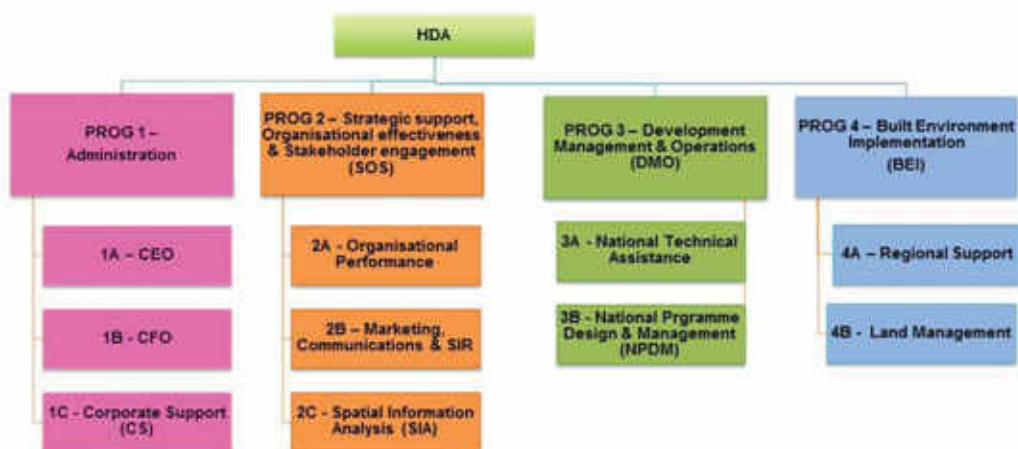 HDA
PROG 1 –
Administration
1A – CEO
1B - CFO
1C - Corporate Support
(CS)
PROG 2 – Strategic support,
Organisational effectiveness
& Stakeholder engagement
(SOS)
2A - Organisational
Performance
2B – Marketing,
Communications & SIR
2C - Spatial Information
Analysis (SIA)
PROG 3 – Development
Management & Operations
(DMO)
3A - National Technical
Assistance
3B - National Prgramme
Design & Management
(NPDM)
PROG 4 – Built Environment
Implementation
(BEI)
4A – Regional Support
4B - Land Management